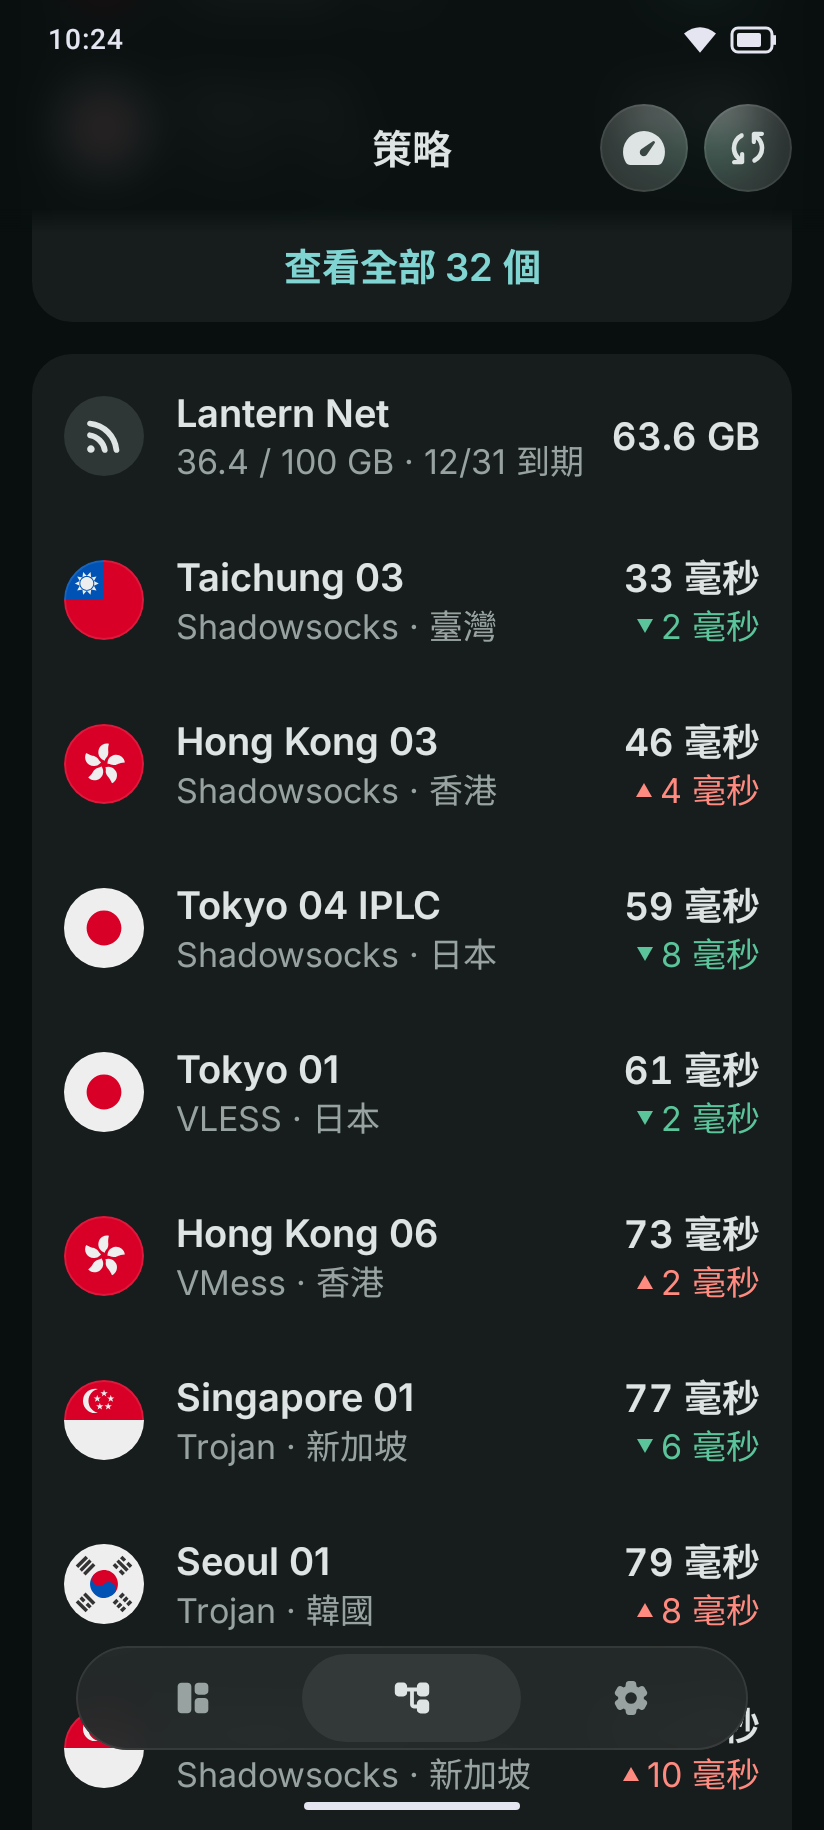 10:24
策略
查看全部 32 個
Lantern Net
36.4 / 100 GB · 12/31 到期
63.6 GB
Taichung 03
Shadowsocks · 臺灣
33 毫秒
▼2 毫秒
Hong Kong 03
Shadowsocks · 香港
46 毫秒
▲4 毫秒
Tokyo 04 IPLC
Shadowsocks · 日本
59 毫秒
▼8 毫秒
Tokyo 01
VLESS · 日本
61 毫秒
▼2 毫秒
Hong Kong 06
VMess · 香港
73 毫秒
▲2 毫秒
Singapore 01
Trojan · 新加坡
77 毫秒
▼6 毫秒
Seoul 01
Trojan · 韓國
79 毫秒
▲8 毫秒
Shadowsocks · 新加坡
▲10 毫秒